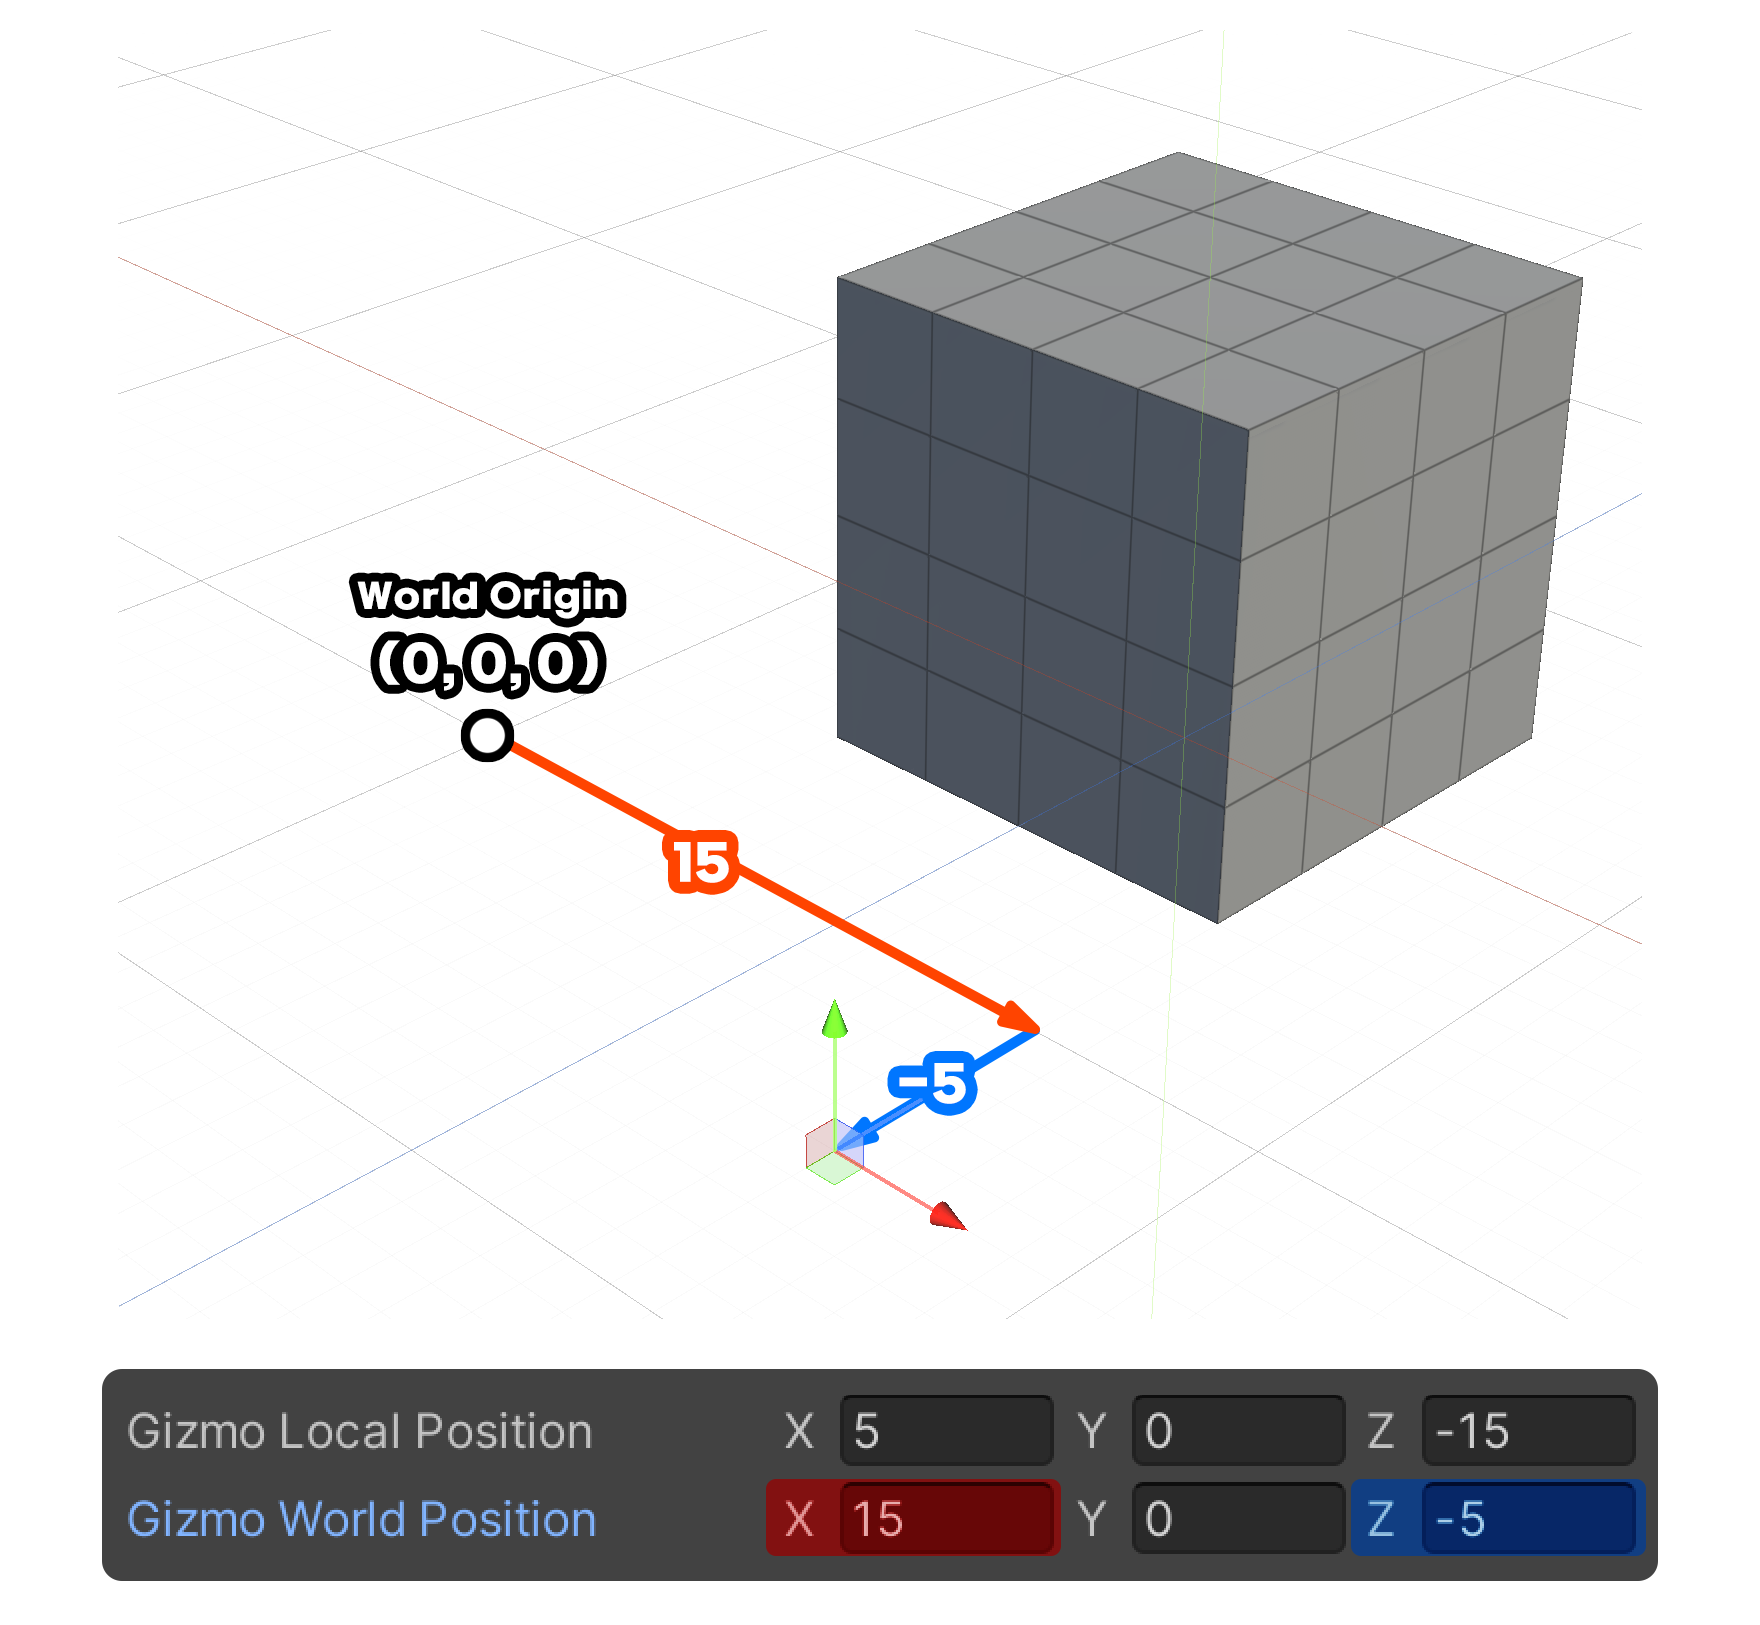 World Origin
(0,0,0)
15
-5
Gizmo Local Position X 5 Y 0 Z -15
Gizmo World Position X 15 Y 0 Z -5